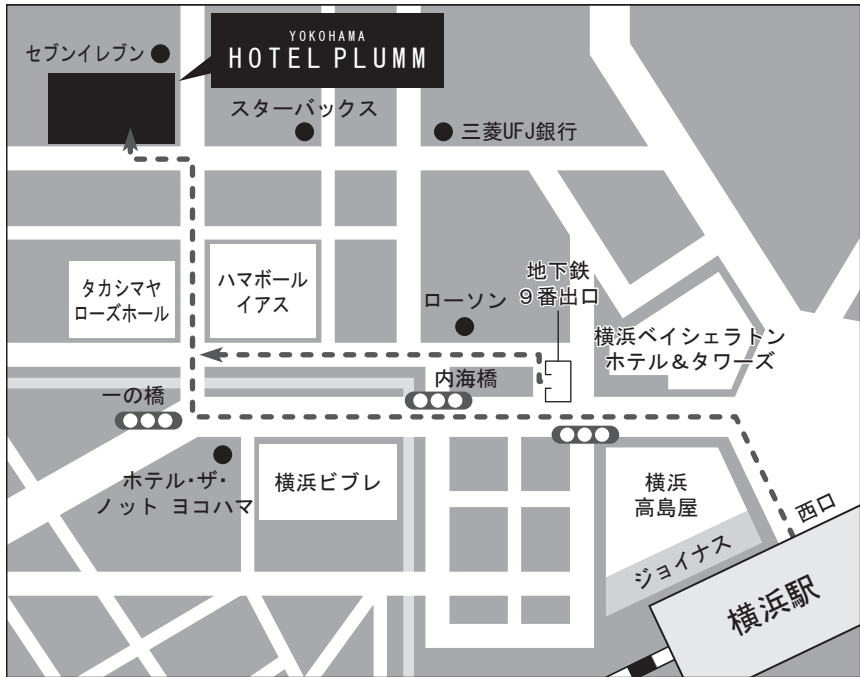 YOKOHAMA
HOTEL PLUMM
セブンイレブン
スターバックス
三菱UFJ銀行
タカシマヤ
ローズホール
ハマボール
イアス
ローソン
地下鉄
９番出口
横浜ベイシェラトン
ホテル＆タワーズ
内海橋
一の橋
ホテル・ザ・
ノット ヨコハマ
横浜ビブレ
横浜
高島屋
西口
ジョイナス
横浜駅